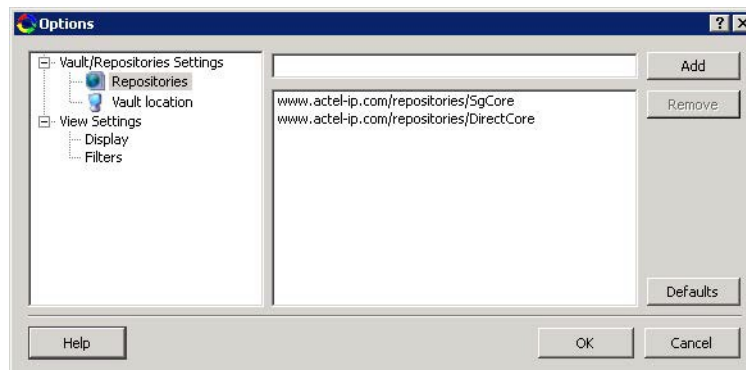 Options
Vault/Repositories Settings
Repositories
Vault location
View Settings
Display
Filters
Add
www.actel-ip.com/repositories/SgCore
www.actel-ip.com/repositories/DirectCore
Remove
Defaults
Help
OK
Cancel